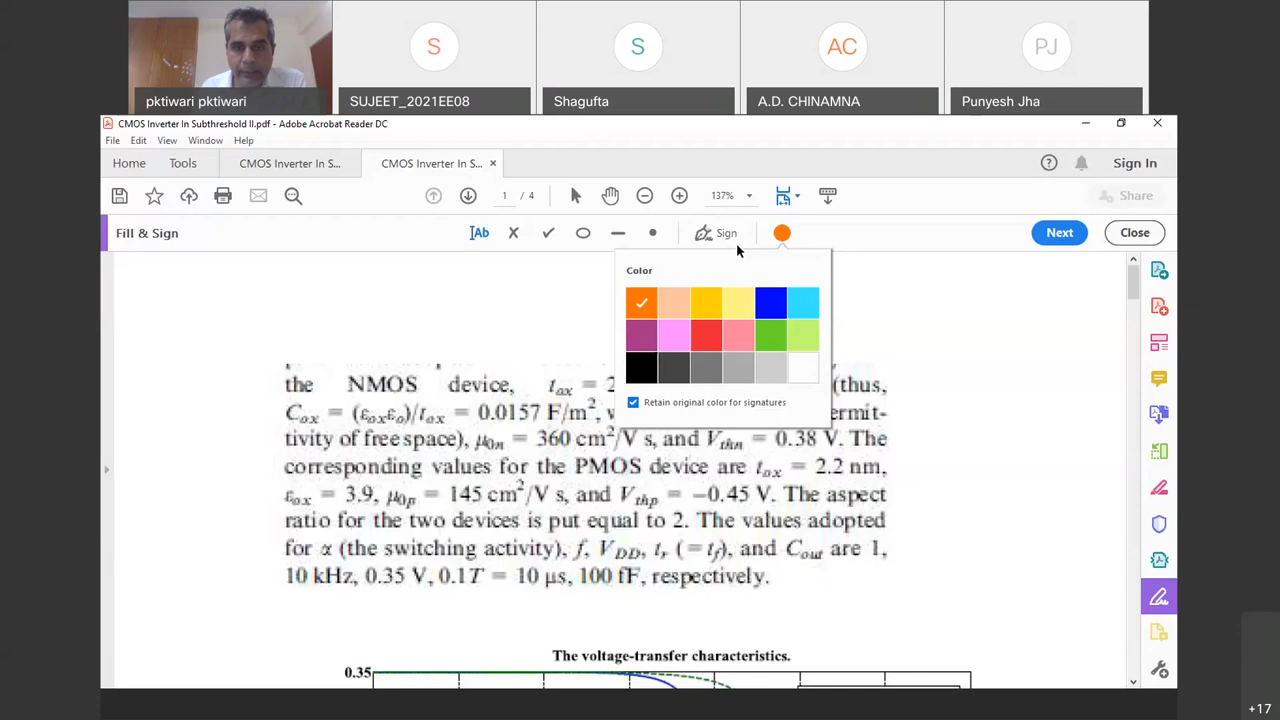 S
S
AC
PJ
pktiwari pktiwari
SUJEET_2021EE08
Shagufta
A.D. CHINAMNA
Punyesh Jha
CMOS Inverter In Subthreshold II.pdf - Adobe Acrobat Reader DC
File Edit View Window Help
Home Tools CMOS Inverter In S... CMOS Inverter In S... × Sign In
1 / 4 137% Share
Fill & Sign Ab Sign Next Close
Color
Retain original color for signatures
the NMOS device, tox = 2 (thus,
Cox = (εoxεo)/tox = 0.0157 F/m², ermit-
tivity of free space), μ0n = 360 cm²/V s, and Vthn = 0.38 V. The
corresponding values for the PMOS device are tox = 2.2 nm,
εox = 3.9, μ0p = 145 cm²/V s, and Vthp = −0.45 V. The aspect
ratio for the two devices is put equal to 2. The values adopted
for α (the switching activity), f, VDD, tr (= tf), and Cout are 1,
10 kHz, 0.35 V, 0.1T = 10 μs, 100 fF, respectively.
The voltage-transfer characteristics.
0.35
+17